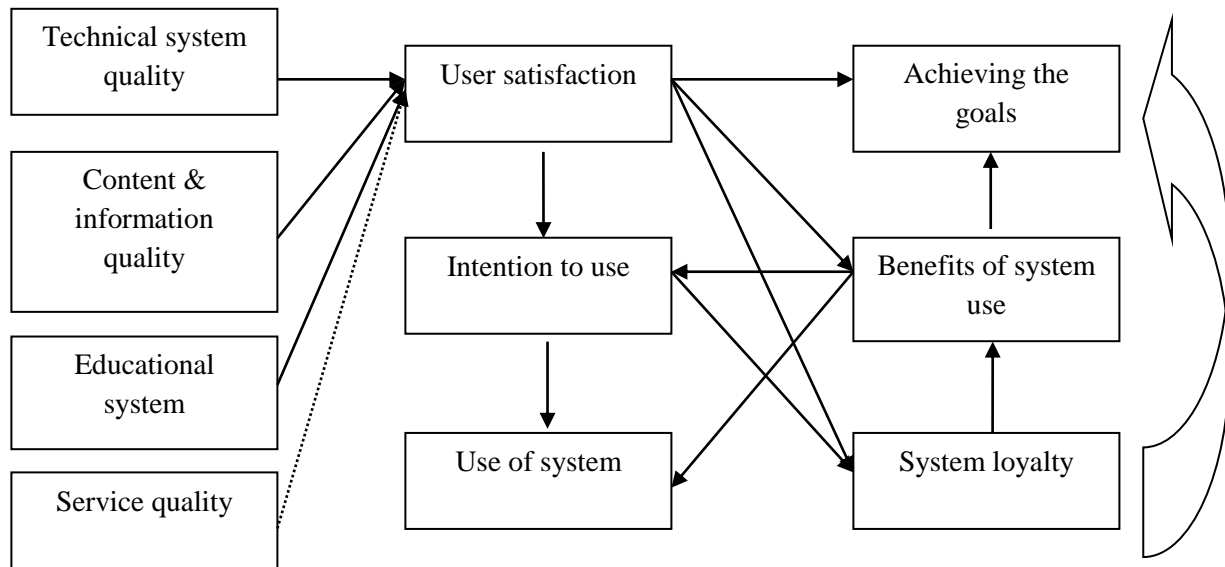 Technical system
quality
Content &
information
quality
Educational
system
Service quality
User satisfaction
Intention to use
Use of system
Achieving the
goals
Benefits of system
use
System loyalty